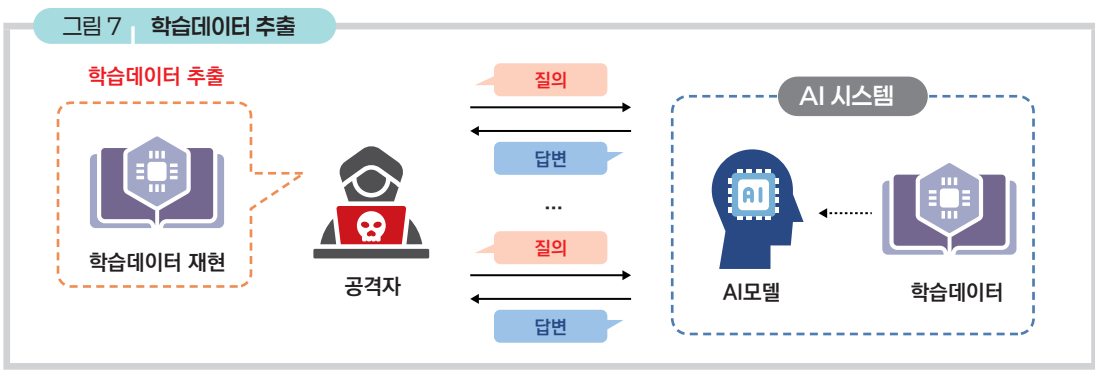 그림 7 학습데이터 추출
학습데이터 추출
학습데이터 재현
공격자
질의
답변
...
질의
답변
AI 시스템
AI
AI모델
학습데이터